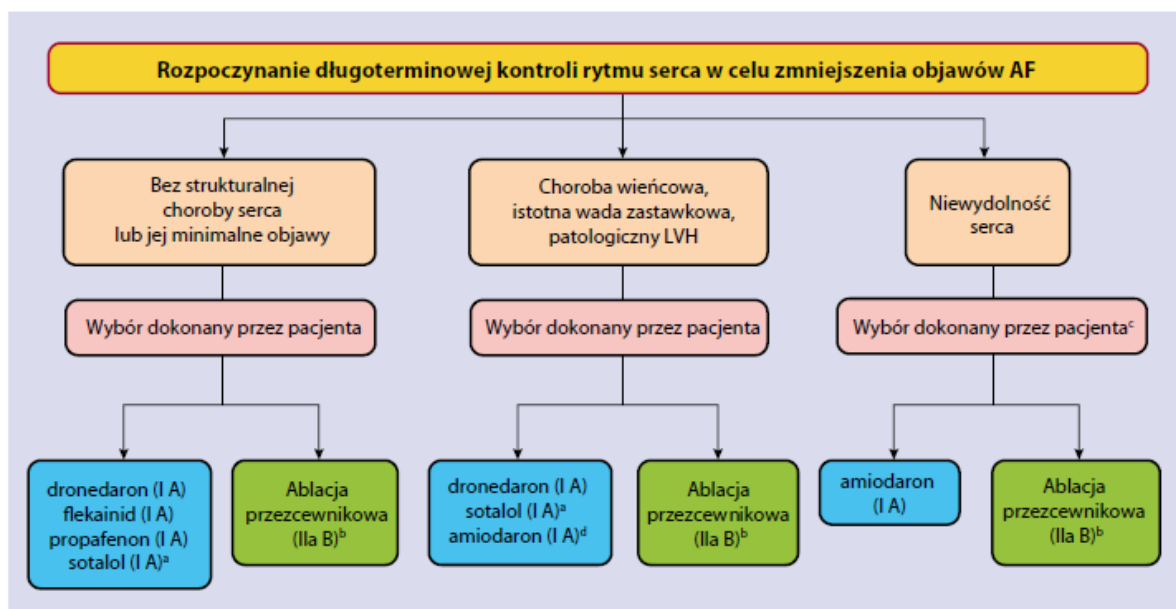 Rozpoczynanie długoterminowej kontroli rytmu serca w celu zmniejszenia objawów AF
Bez strukturalnej
choroby serca
lub jej minimalne objawy
Choroba wieńcowa,
istotna wada zastawkowa,
patologiczny LVH
Niewydolność
serca
Wybór dokonany przez pacjenta
Wybór dokonany przez pacjenta
Wybór dokonany przez pacjentaᶜ
dronedaron (I A)
flekainid (I A)
propafenon (I A)
sotalol (I A)ᵃ
Ablacja
przezcewnikowa
(IIa B)ᵇ
dronedaron (I A)
sotalol (I A)ᵃ
amiodaron (I A)ᵈ
Ablacja
przezcewnikowa
(IIa B)ᵇ
amiodaron
(I A)
Ablacja
przezcewnikowa
(IIa B)ᵇ